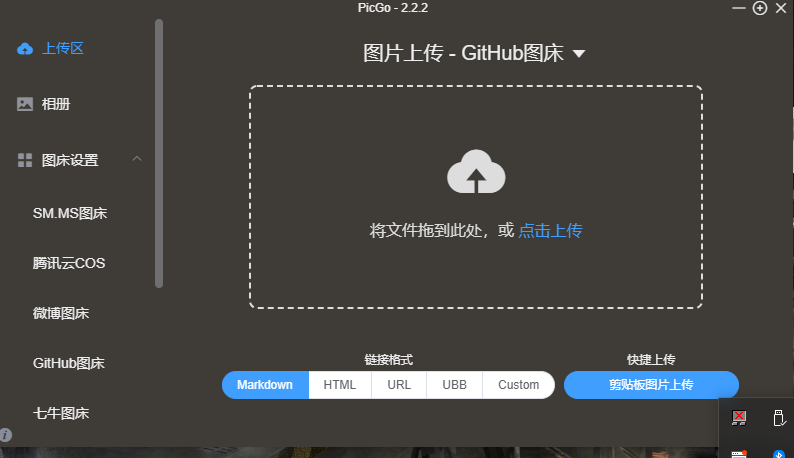 PicGo - 2.2.2
上传区
相册
图床设置
SM.MS图床
腾讯云COS
微博图床
GitHub图床
七牛图床
图片上传 - GitHub图床
将文件拖到此处，或 点击上传
链接格式
Markdown HTML URL UBB Custom
快捷上传
剪贴板图片上传